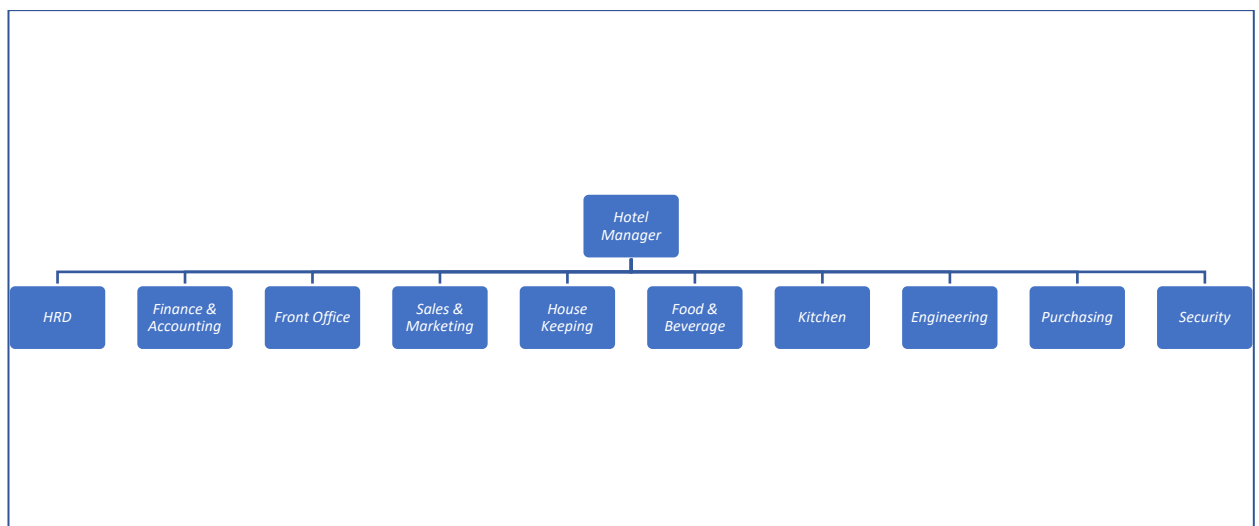 Hotel
Manager
HRD
Finance &
Accounting
Front Office
Sales &
Marketing
House
Keeping
Food &
Beverage
Kitchen
Engineering
Purchasing
Security